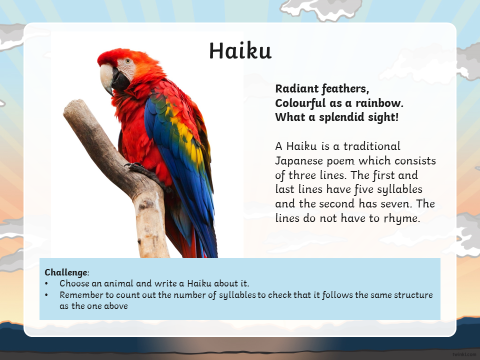 Haiku
Radiant feathers,
Colourful as a rainbow.
What a splendid sight!
A Haiku is a traditional
Japanese poem which consists
of three lines. The first and
last lines have five syllables
and the second has seven. The
lines do not have to rhyme.
Challenge:
• Choose an animal and write a Haiku about it.
• Remember to count out the number of syllables to check that it follows the same structure
as the one above